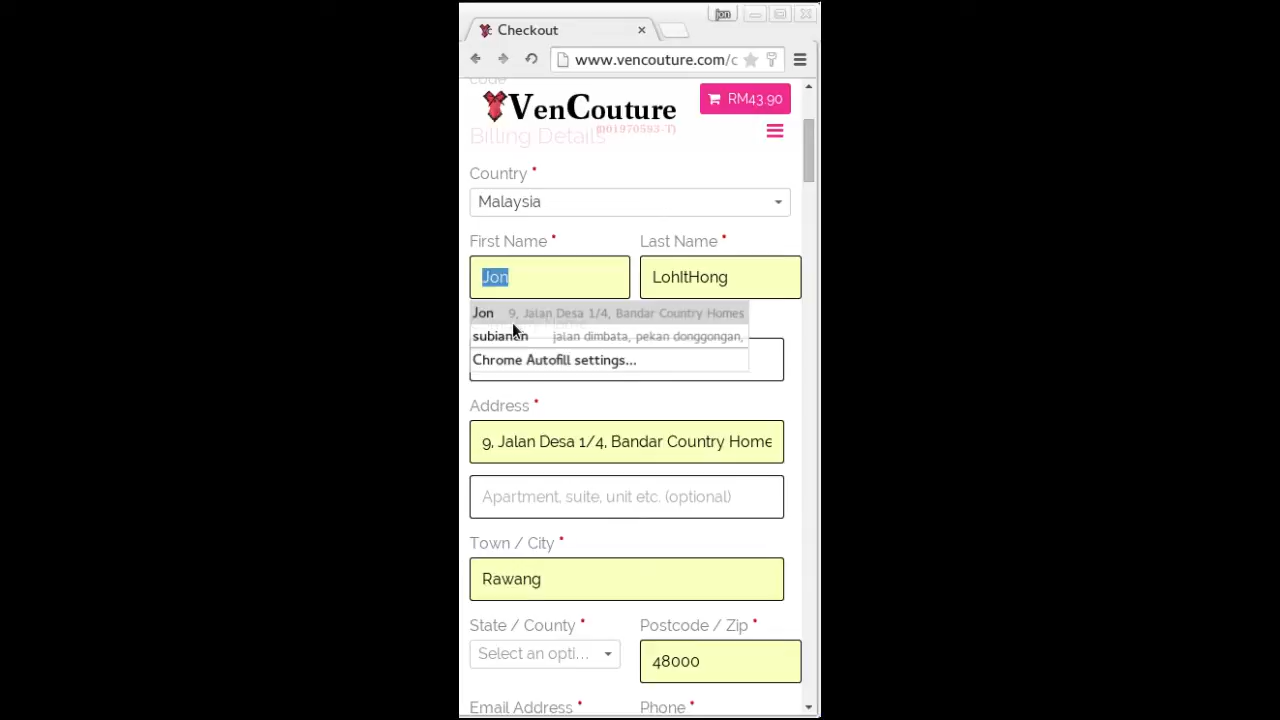 jon
Checkout
www.vencouture.com/c
code
VenCouture
RM43.90
(001970593-T)
Billing Details
Country *
Malaysia
First Name *
Last Name *
Jon
LohItHong
Jon 9, Jalan Desa 1/4, Bandar Country Homes
subianan jalan dimbata, pekan donggongan,
Chrome Autofill settings...
Address *
9, Jalan Desa 1/4, Bandar Country Home
Apartment, suite, unit etc. (optional)
Town / City *
Rawang
State / County *
Postcode / Zip *
Select an opti...
48000
Email Address *
Phone *